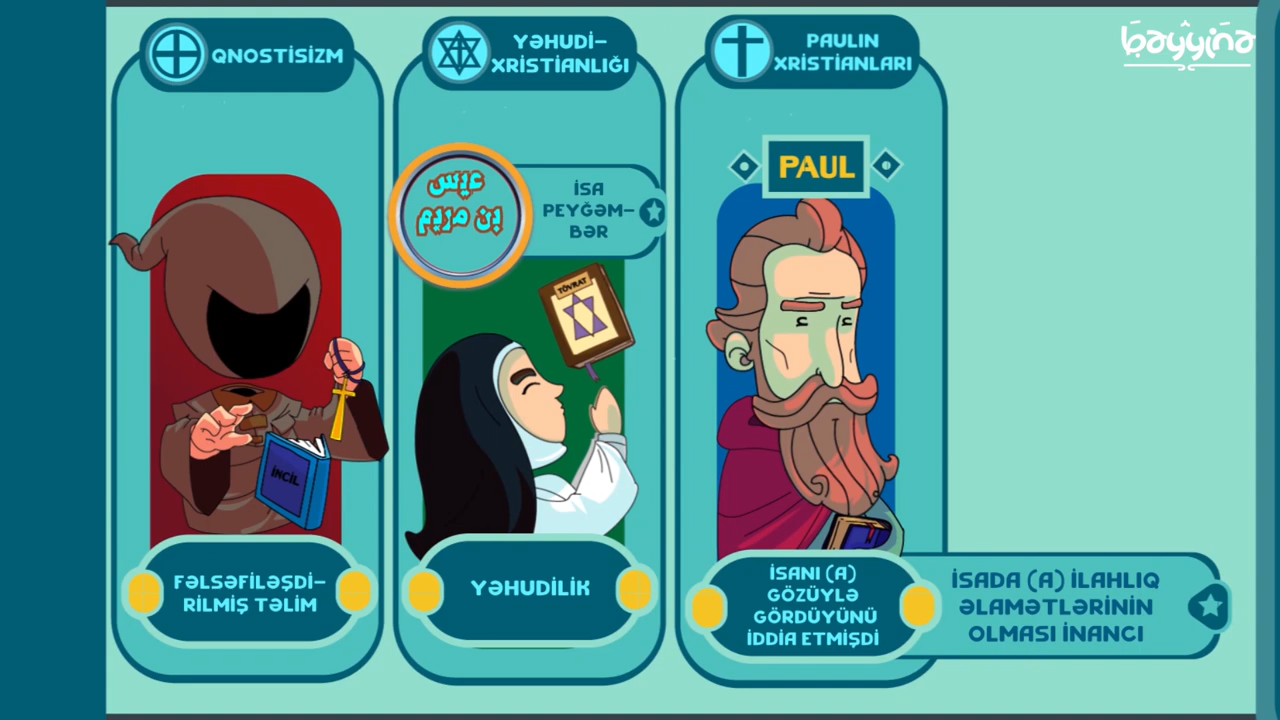 QNOSTİSİZM
YƏHUDİ–
XRİSTİANLIĞI
PAULIN
XRİSTİANLARI
bayyina
عيسى
بن مريم
İSA
PEYĞƏM–
BƏR
PAUL
TÖVRAT
İNCİL
FƏLSƏFİLƏŞDİ–
RİLMİŞ TƏLİM
YƏHUDİLİK
İSANI (A)
GÖZÜYLƏ
GÖRDÜYÜNÜ
İDDİA ETMİŞDİ
İSADA (A) İLAHLIQ
ƏLAMƏTLƏRİNİN
OLMASI İNANCI